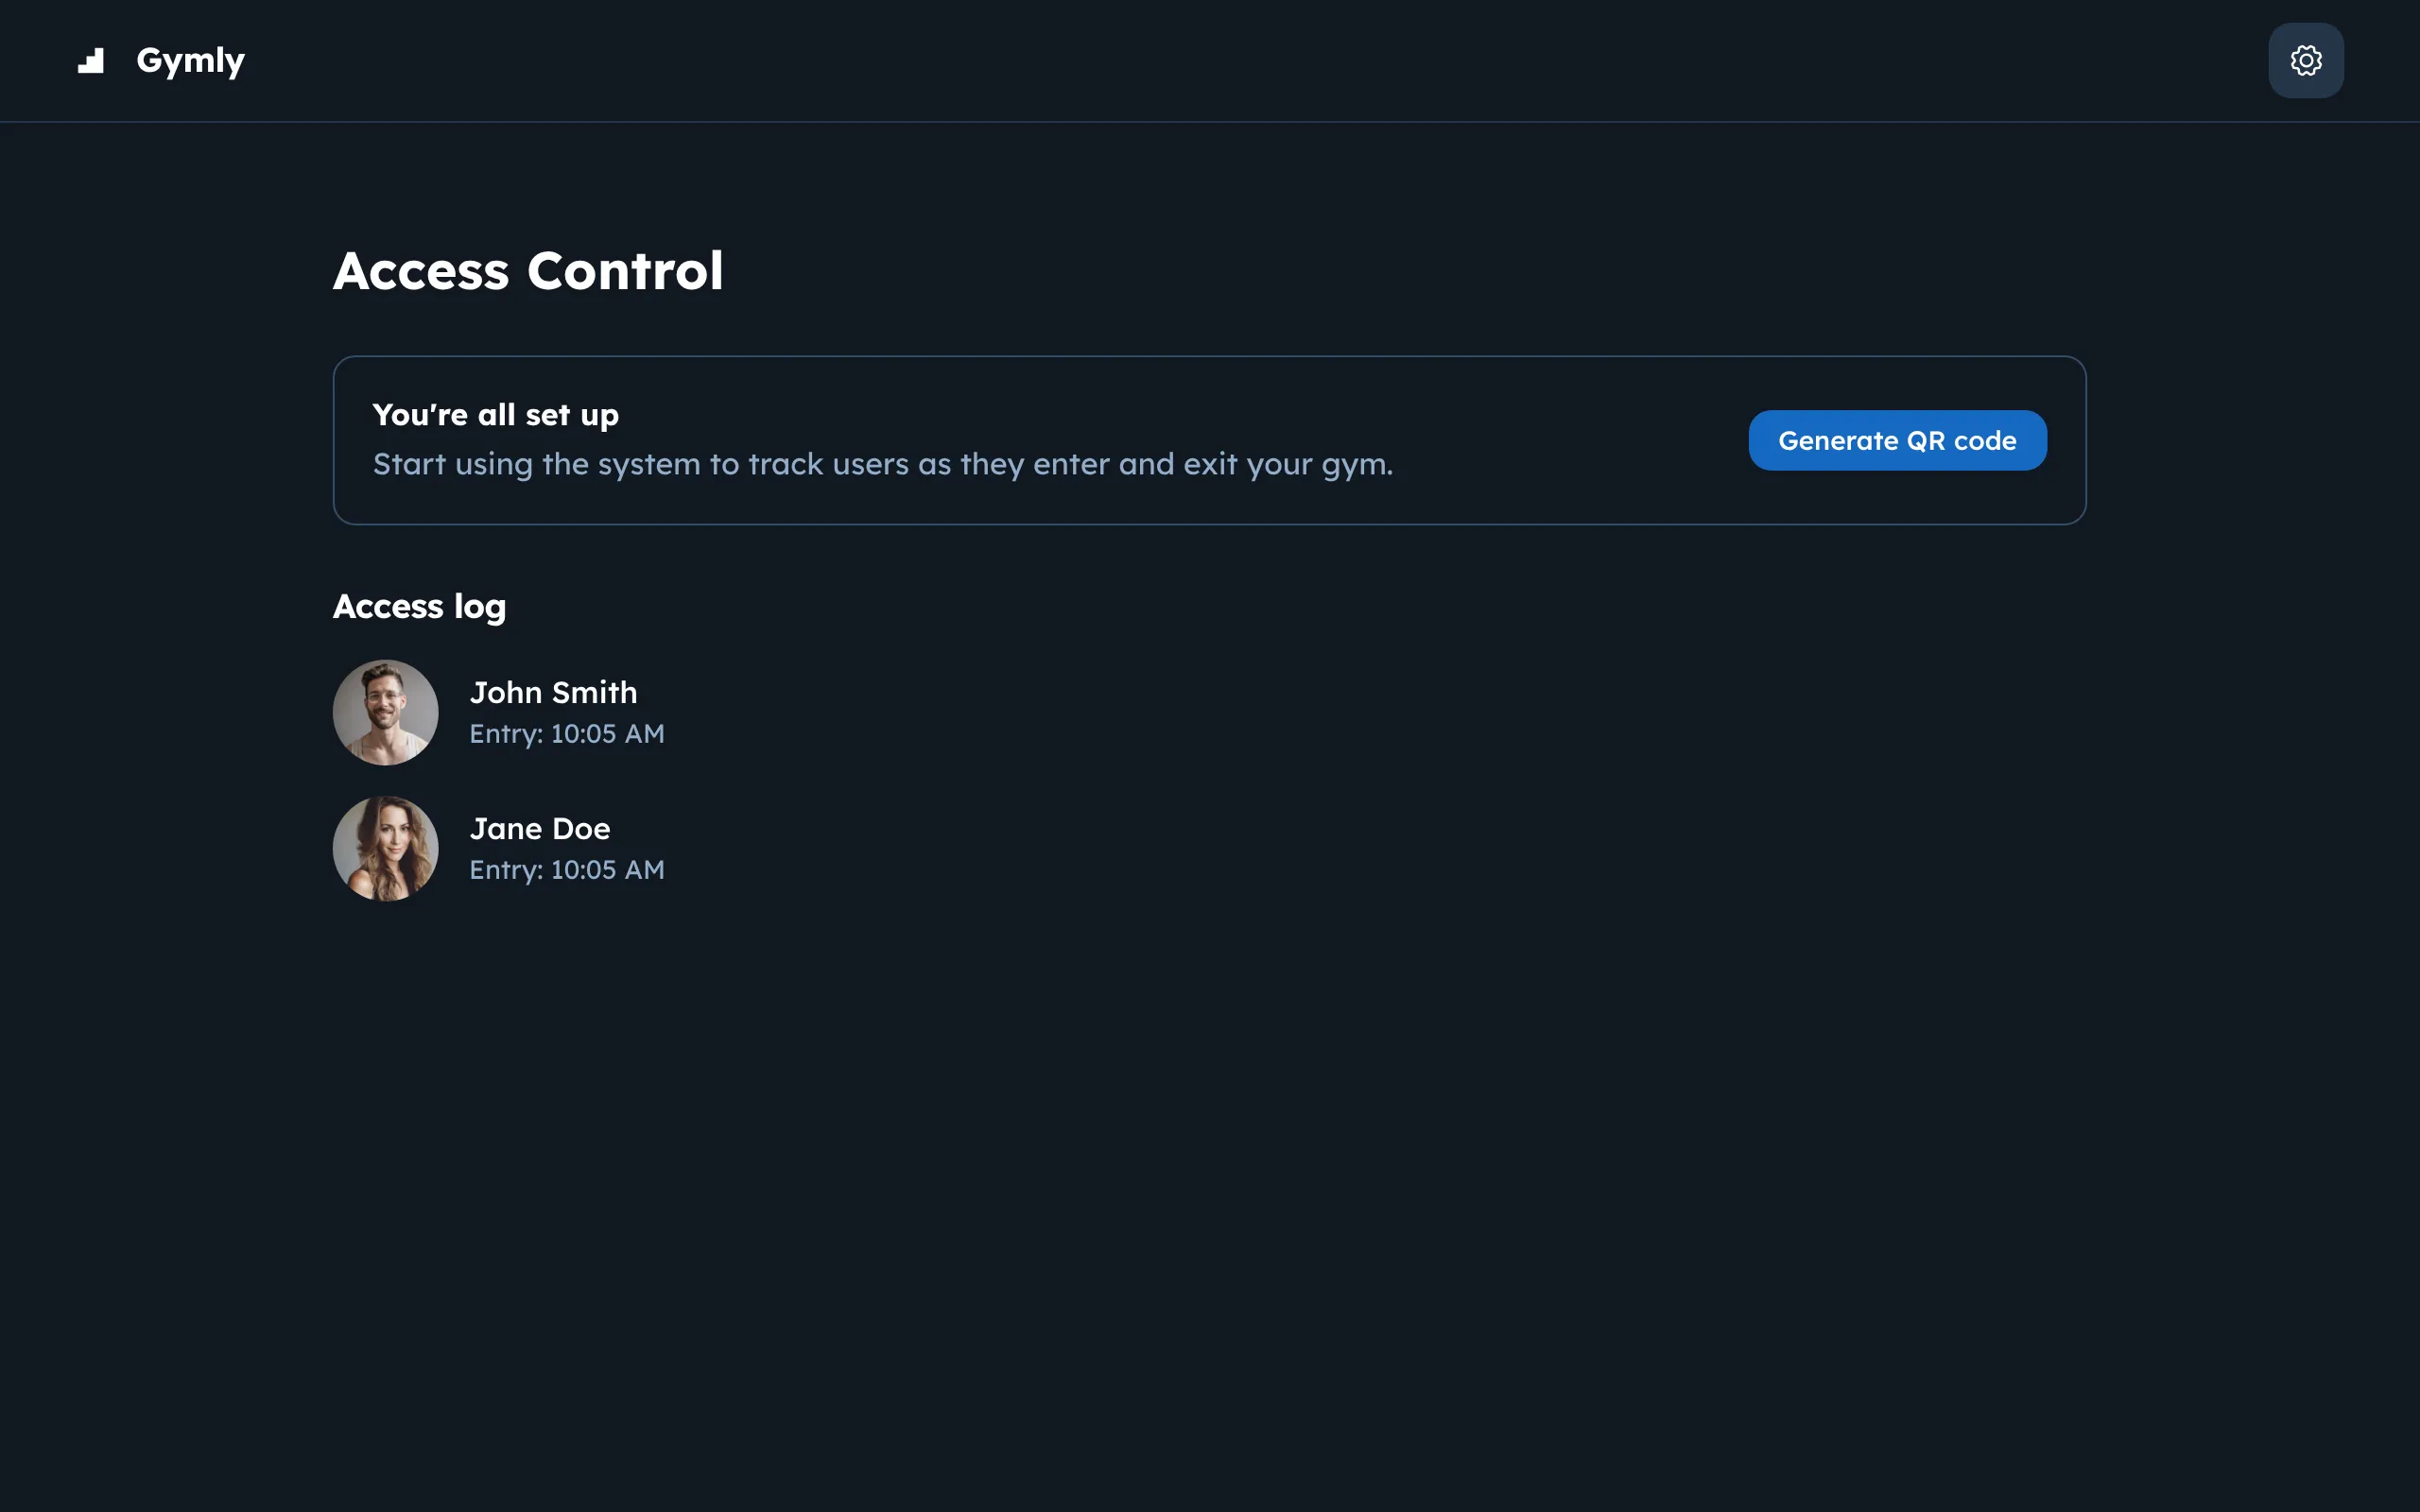 Gymly
Access Control
You're all set up
Start using the system to track users as they enter and exit your gym.
Generate QR code
Access log
John Smith
Entry: 10:05 AM
Jane Doe
Entry: 10:05 AM